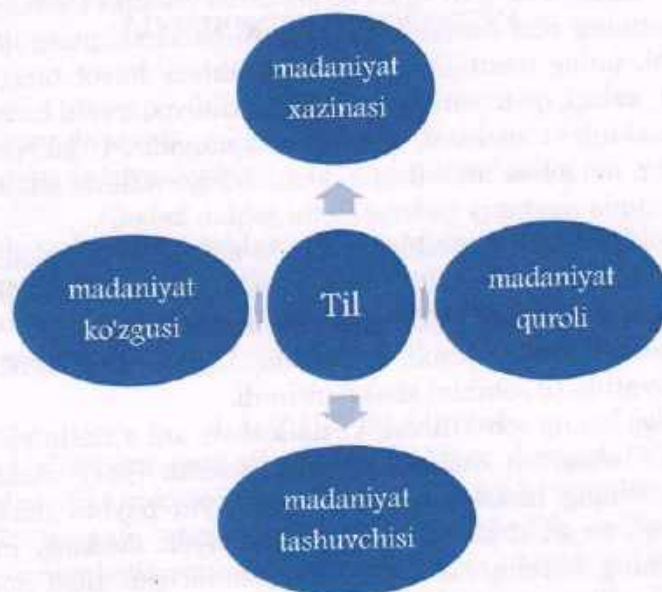 madaniyat
xazinasi
madaniyat
ko'zgusi
Til
madaniyat
quroli
madaniyat
tashuvchisi